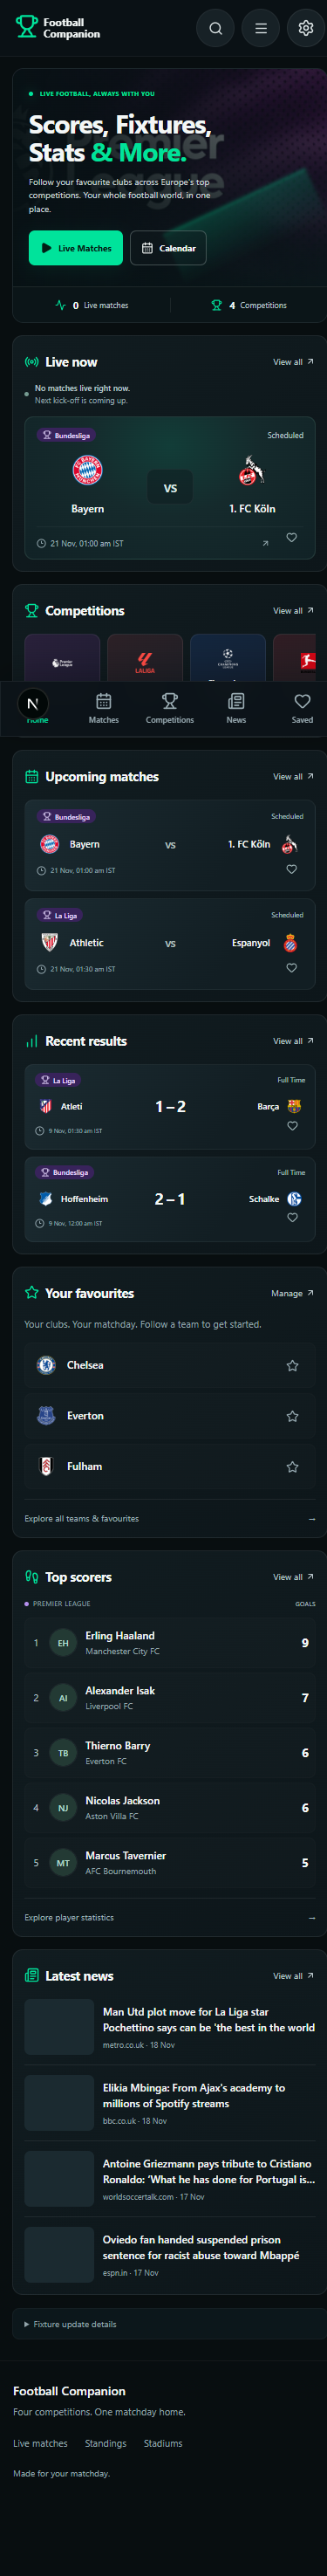 Football
Companion
LIVE FOOTBALL, ALWAYS WITH YOU
Premier
League
Scores, Fixtures,
Stats & More.
Follow your favourite clubs across Europe's top
competitions. Your whole football world, in one
place.
Live Matches
Calendar
0 Live matches
4 Competitions
Live now
View all
No matches live right now.
Next kick-off is coming up.
Bundesliga
Scheduled
VS
Bayern
1. FC Köln
21 Nov, 01:00 am IST
Competitions
View all
Premier League
LALIGA
CHAMPIONS LEAGUE
N
Home
Matches
Competitions
News
Saved
Upcoming matches
View all
Bundesliga
Scheduled
Bayern
VS
1. FC Köln
21 Nov, 01:00 am IST
La Liga
Scheduled
Athletic
VS
Espanyol
21 Nov, 01:30 am IST
Recent results
View all
La Liga
Full Time
Atleti
1 – 2
Barça
9 Nov, 01:30 am IST
Bundesliga
Full Time
Hoffenheim
2 – 1
Schalke
9 Nov, 12:00 am IST
Your favourites
Manage
Your clubs. Your matchday. Follow a team to get started.
Chelsea
Everton
Fulham
Explore all teams & favourites →
Top scorers
View all
PREMIER LEAGUE
GOALS
1 EH Erling Haaland 9
Manchester City FC
2 AI Alexander Isak 7
Liverpool FC
3 TB Thierno Barry 6
Everton FC
4 NJ Nicolas Jackson 6
Aston Villa FC
5 MT Marcus Tavernier 5
AFC Bournemouth
Explore player statistics →
Latest news
View all
Man Utd plot move for La Liga star
Pochettino says can be 'the best in the world
metro.co.uk · 18 Nov
Elikia Mbinga: From Ajax's academy to
millions of Spotify streams
bbc.co.uk · 18 Nov
Antoine Griezmann pays tribute to Cristiano
Ronaldo: 'What he has done for Portugal is...
worldsoccertalk.com · 17 Nov
Oviedo fan handed suspended prison
sentence for racist abuse toward Mbappé
espn.in · 17 Nov
Fixture update details
Football Companion
Four competitions. One matchday home.
Live matches
Standings
Stadiums
Made for your matchday.